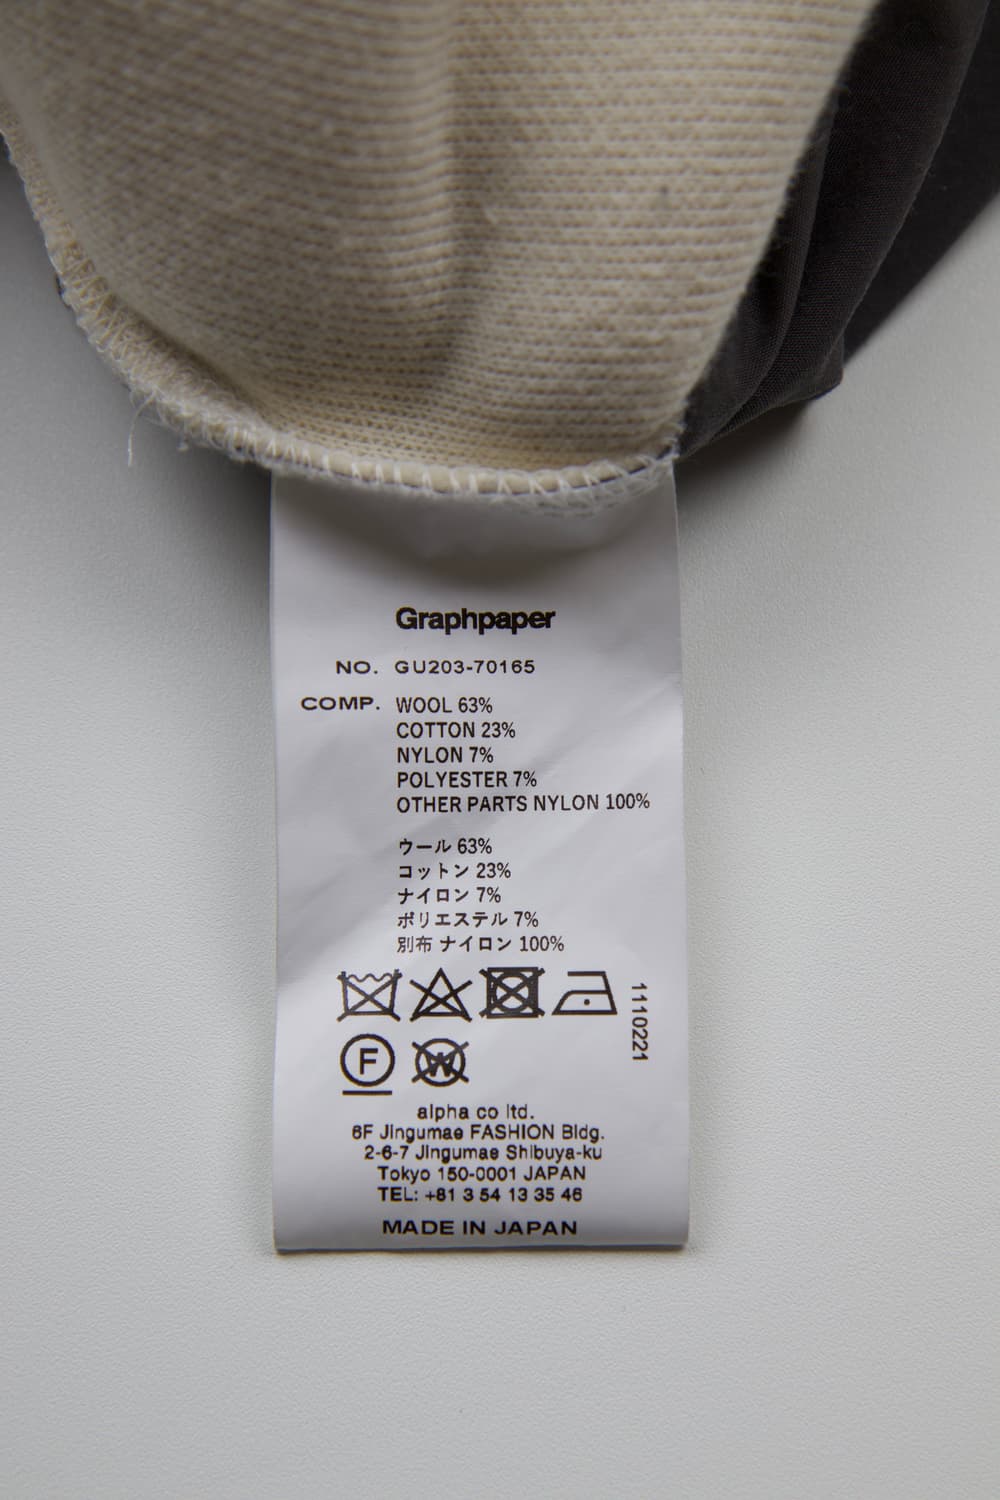 Graphpaper
NO. GU203-70165
COMP. WOOL 63%
COTTON 23%
NYLON 7%
POLYESTER 7%
OTHER PARTS NYLON 100%
ウール 63%
コットン 23%
ナイロン 7%
ポリエステル 7%
別布 ナイロン 100%
1110221
F W
alpha co ltd.
6F Jingumae FASHION Bldg.
2-6-7 Jingumae Shibuya-ku
Tokyo 150-0001 JAPAN
TEL: +81 3 54 13 35 46
MADE IN JAPAN